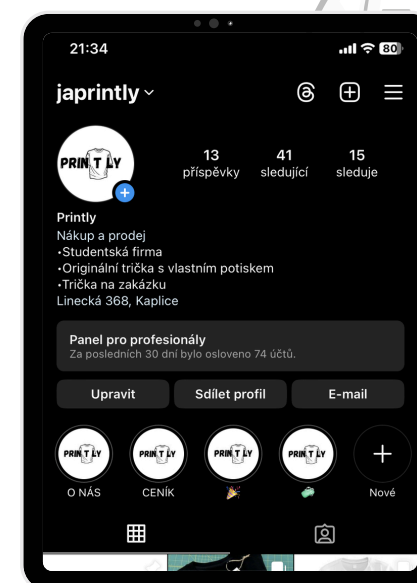 21:34
80
japrintly
PRINTLY
13
příspěvky
41
sledující
15
sleduje
Printly
Nákup a prodej
•Studentská firma
•Originální trička s vlastním potiskem
•Trička na zakázku
Linecká 368, Kaplice
Panel pro profesionály
Za posledních 30 dní bylo osloveno 74 účtů.
Upravit
Sdílet profil
E-mail
PRINTLY
PRINTLY
PRINTLY
PRINTLY
O NÁS
CENÍK
Nové